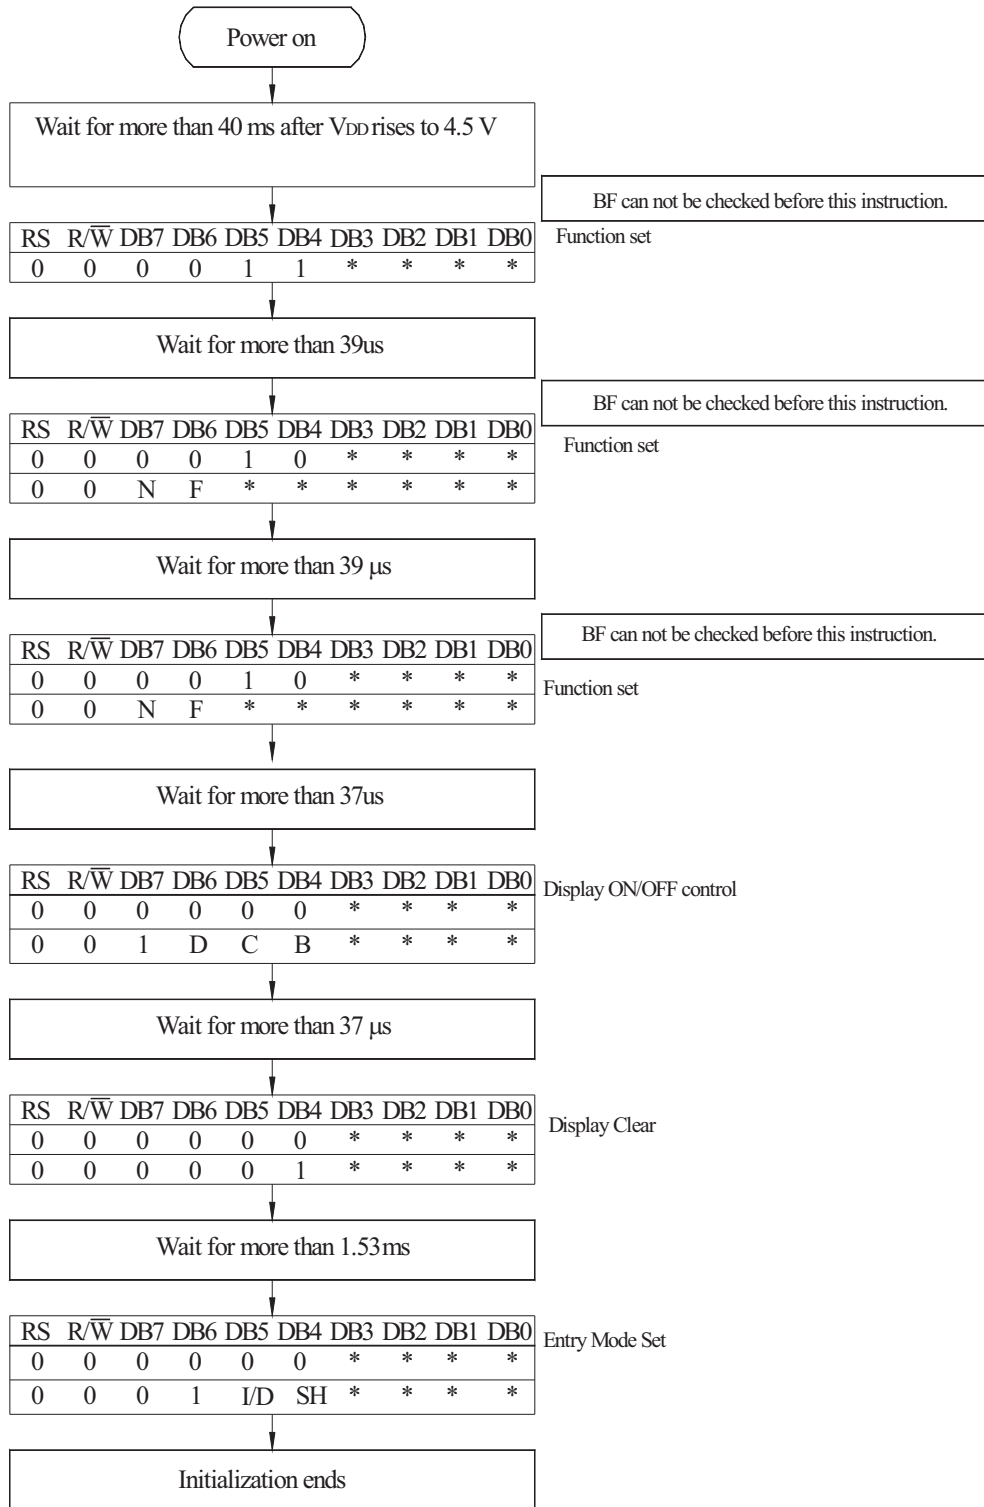 Power on
Wait for more than 40 ms after VDD rises to 4.5 V
BF can not be checked before this instruction.
RS R/W̅ DB7 DB6 DB5 DB4 DB3 DB2 DB1 DB0
Function set
0 0 0 0 1 1 * * * *
Wait for more than 39us
BF can not be checked before this instruction.
RS R/W̅ DB7 DB6 DB5 DB4 DB3 DB2 DB1 DB0
Function set
0 0 0 0 1 0 * * * *
0 0 N F * * * * * *
Wait for more than 39 μs
BF can not be checked before this instruction.
RS R/W̅ DB7 DB6 DB5 DB4 DB3 DB2 DB1 DB0
0 0 0 0 1 0 * * * *
Function set
0 0 N F * * * * * *
Wait for more than 37us
RS R/W̅ DB7 DB6 DB5 DB4 DB3 DB2 DB1 DB0
Display ON/OFF control
0 0 0 0 0 0 * * * *
0 0 1 D C B * * * *
Wait for more than 37 μs
RS R/W̅ DB7 DB6 DB5 DB4 DB3 DB2 DB1 DB0
Display Clear
0 0 0 0 0 0 * * * *
0 0 0 0 0 1 * * * *
Wait for more than 1.53ms
RS R/W̅ DB7 DB6 DB5 DB4 DB3 DB2 DB1 DB0
Entry Mode Set
0 0 0 0 0 0 * * * *
0 0 0 1 I/D SH * * * *
Initialization ends